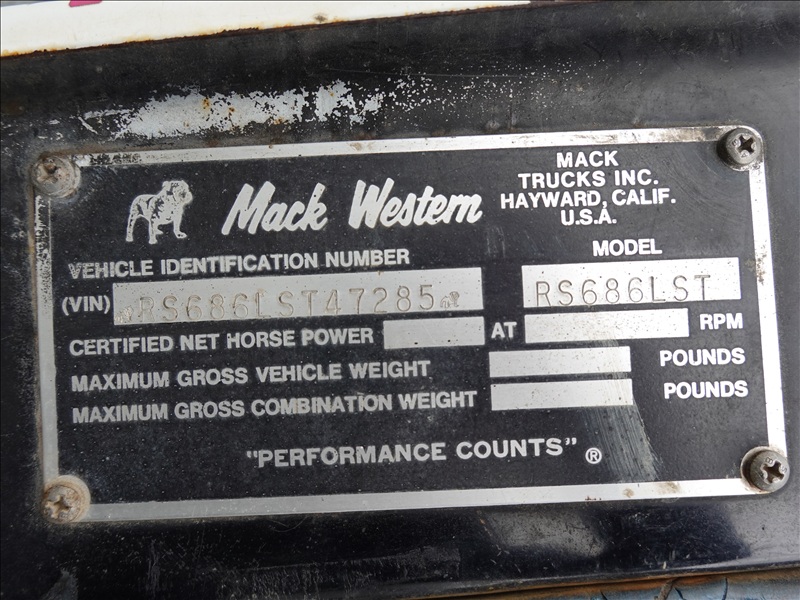 Mack Western
MACK
TRUCKS INC.
HAYWARD, CALIF.
U.S.A.
VEHICLE IDENTIFICATION NUMBER
MODEL
(VIN) RS686LST47285 RS686LST
CERTIFIED NET HORSE POWER AT RPM
MAXIMUM GROSS VEHICLE WEIGHT POUNDS
MAXIMUM GROSS COMBINATION WEIGHT POUNDS
"PERFORMANCE COUNTS" ®